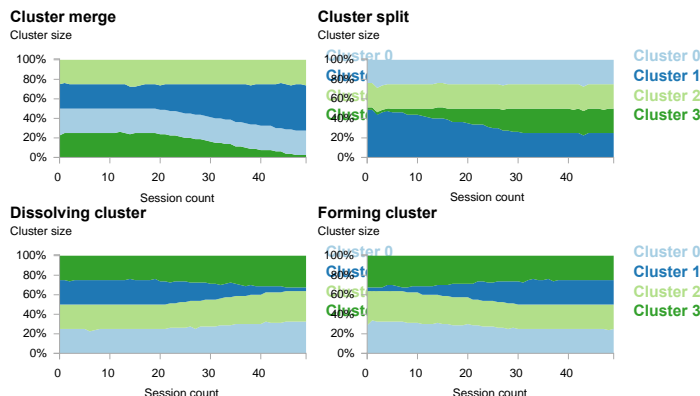 Cluster merge
Cluster size
100%
80%
60%
40%
20%
0%
0 10 20 30 40
Session count
Cluster 0
Cluster split
Cluster size
100%
80%
60%
40%
20%
0%
0 10 20 30 40
Session count
Cluster 0
Cluster 1
Cluster 2
Cluster 3
Dissolving cluster
Cluster size
100%
80%
60%
40%
20%
0%
0 10 20 30 40
Session count
Cluster 0
Forming cluster
Cluster size
100%
80%
60%
40%
20%
0%
0 10 20 30 40
Session count
Cluster 0
Cluster 1
Cluster 2
Cluster 3